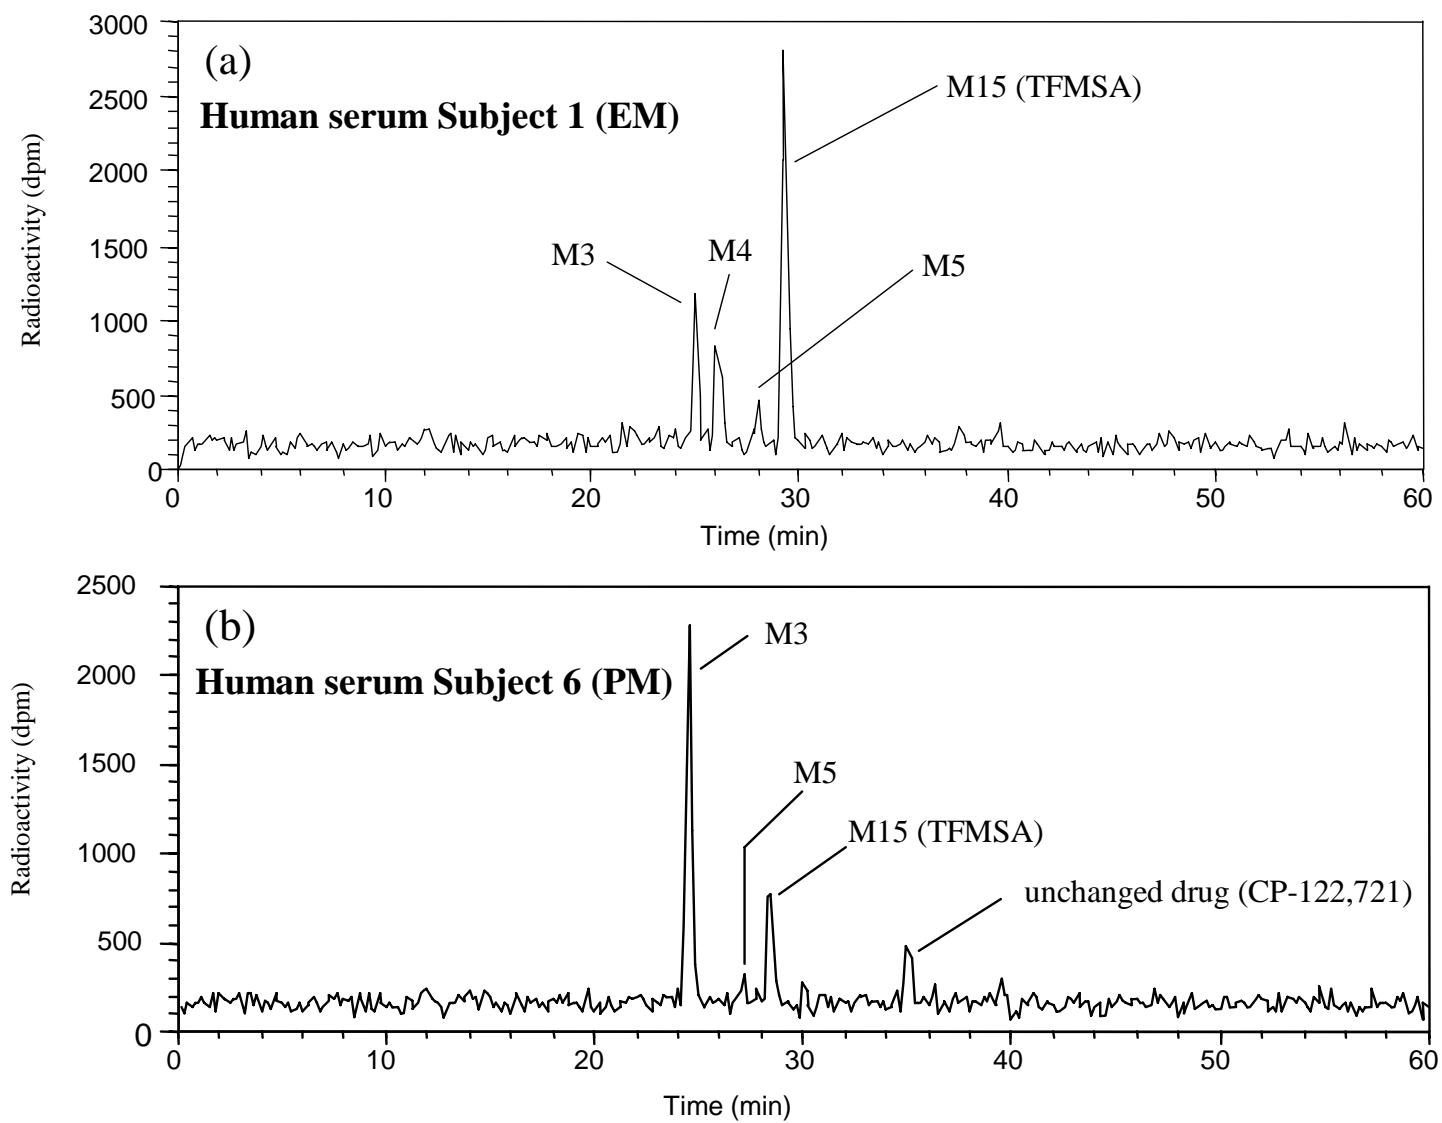 3000
(a)
Human serum Subject 1 (EM)
M15 (TFMSA)
2500
2000
1500
M3
M4
M5
1000
500
0
Radioactivity (dpm)
0 10 20 30 40 50 60
Time (min)
2500
(b)
Human serum Subject 6 (PM)
M3
2000
1500
M5
M15 (TFMSA)
1000
unchanged drug (CP-122,721)
500
0
Radioactivity (dpm)
0 10 20 30 40 50 60
Time (min)